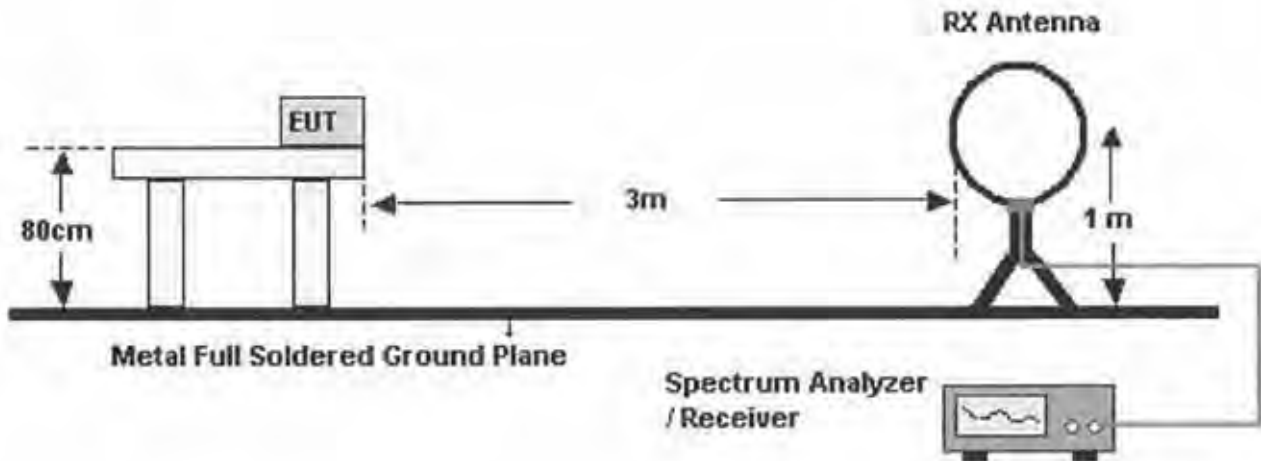 RX Antenna
EUT
3m
80cm
1 m
Metal Full Soldered Ground Plane
Spectrum Analyzer
/ Receiver